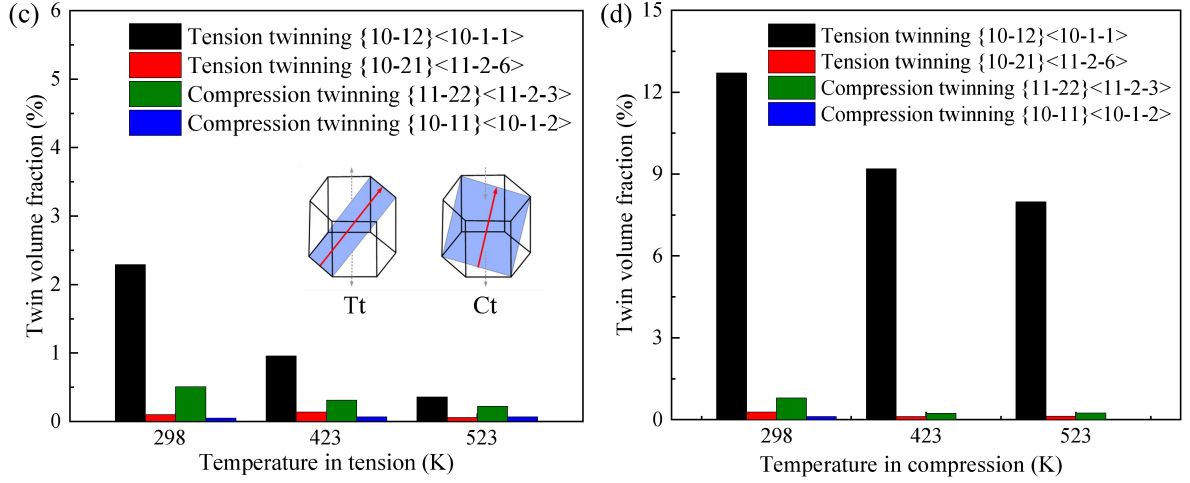 (c)
6
5
4
3
2
1
0
Twin volume fraction (%)
Tension twinning {10-12}<10-1-1>
Tension twinning {10-21}<11-2-6>
Compression twinning {11-22}<11-2-3>
Compression twinning {10-11}<10-1-2>
Tt
Ct
298
423
523
Temperature in tension (K)
(d)
15
12
9
6
3
0
Twin volume fraction (%)
Tension twinning {10-12}<10-1-1>
Tension twinning {10-21}<11-2-6>
Compression twinning {11-22}<11-2-3>
Compression twinning {10-11}<10-1-2>
298
423
523
Temperature in compression (K)